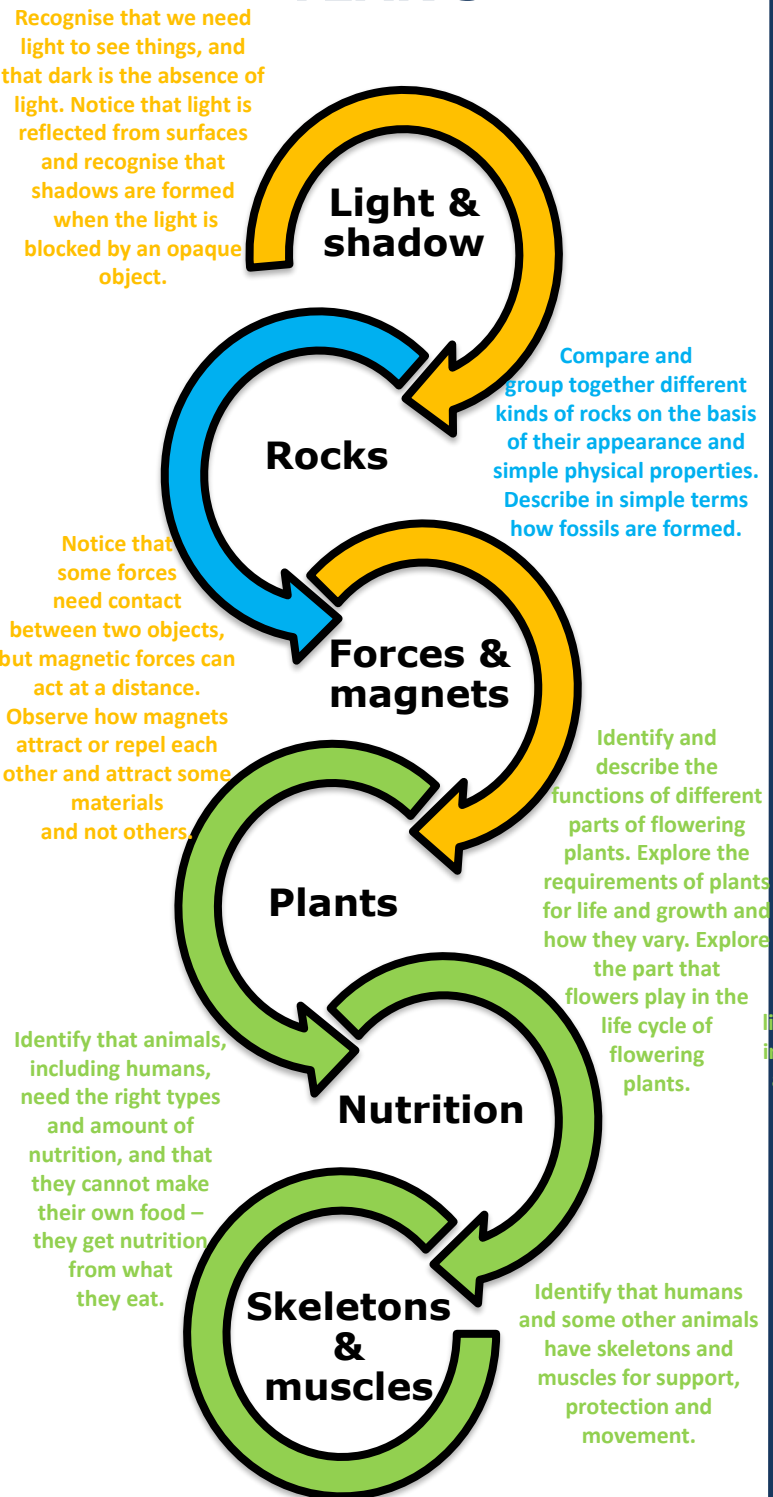 Recognise that we need
light to see things, and
that dark is the absence of
light. Notice that light is
reflected from surfaces
and recognise that
shadows are formed
when the light is
blocked by an opaque
object.
Light &
shadow
Rocks
Compare and
group together different
kinds of rocks on the basis
of their appearance and
simple physical properties.
Describe in simple terms
how fossils are formed.
Notice that
some forces
need contact
between two objects,
but magnetic forces can
act at a distance.
Observe how magnets
attract or repel each
other and attract some
materials
and not others.
Forces &
magnets
Identify and
describe the
functions of different
parts of flowering
plants. Explore the
requirements of plants
for life and growth and
how they vary. Explore
the part that
flowers play in the
life cycle of
flowering
plants.
Plants
Identify that animals,
including humans,
need the right types
and amount of
nutrition, and that
they cannot make
their own food –
they get nutrition
from what
they eat.
Nutrition
Skeletons
&
muscles
Identify that humans
and some other animals
have skeletons and
muscles for support,
protection and
movement.